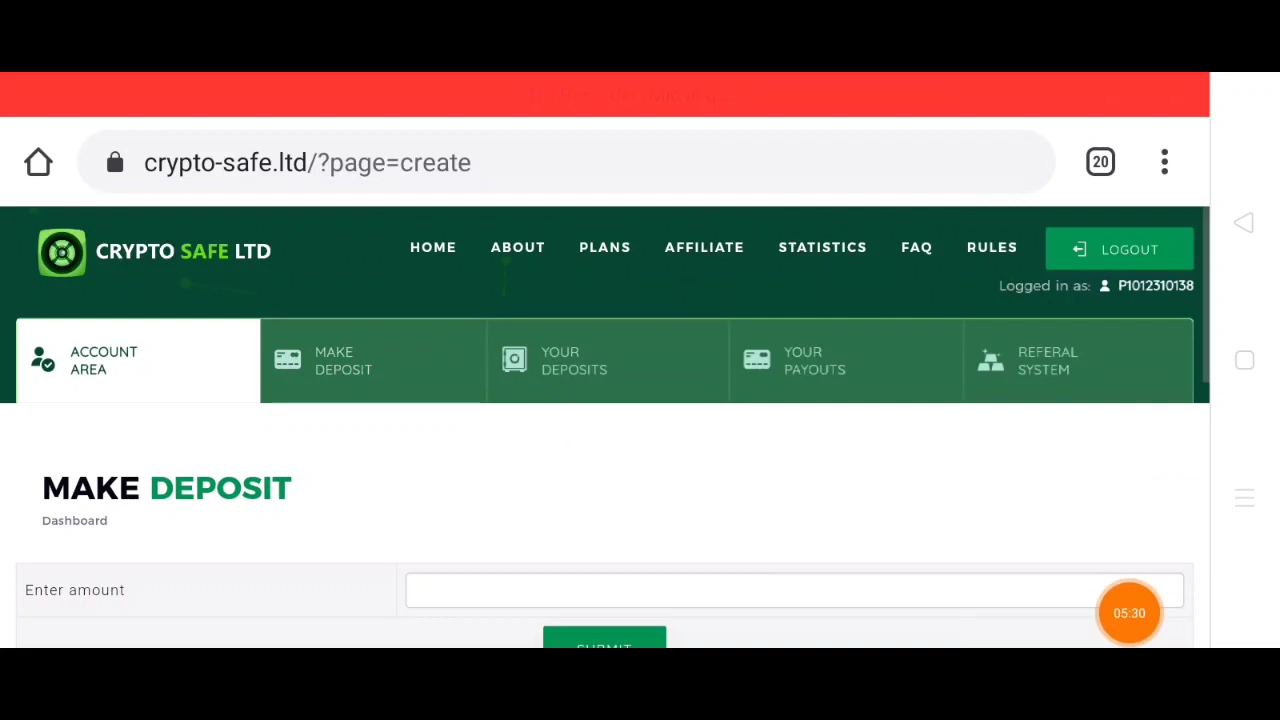 crypto-safe.ltd/?page=create
20
CRYPTO SAFE LTD
HOME ABOUT PLANS AFFILIATE STATISTICS FAQ RULES LOGOUT
Logged in as: P1012310138
ACCOUNT AREA
MAKE DEPOSIT
YOUR DEPOSITS
YOUR PAYOUTS
REFERAL SYSTEM
MAKE DEPOSIT
Dashboard
Enter amount
05:30
SUBMIT